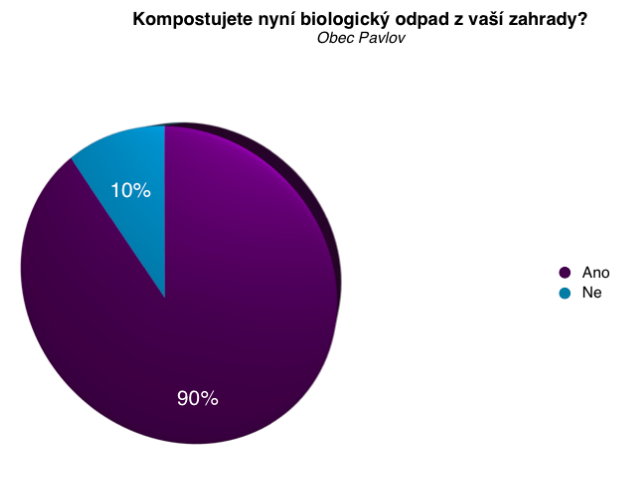 Kompostujete nyní biologický odpad z vaší zahrady?
Obec Pavlov
10%
Ano
Ne
90%